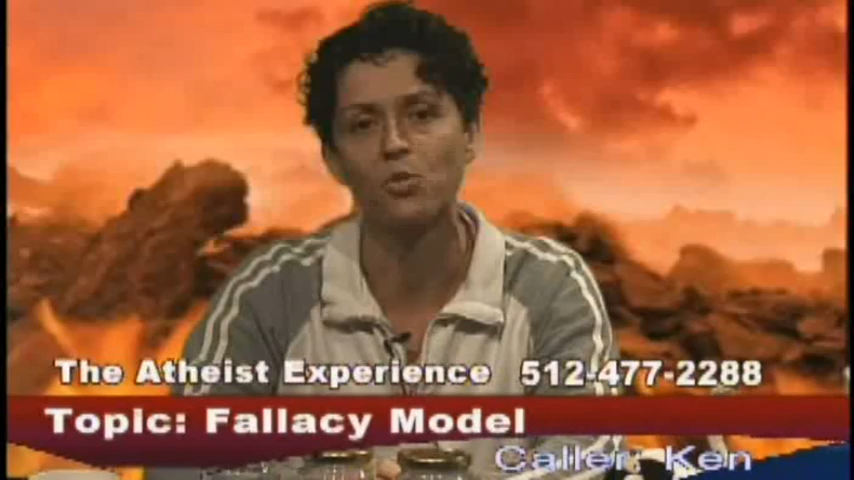 The Atheist Experience 512-477-2288
Topic: Fallacy Model
Caller: Ken